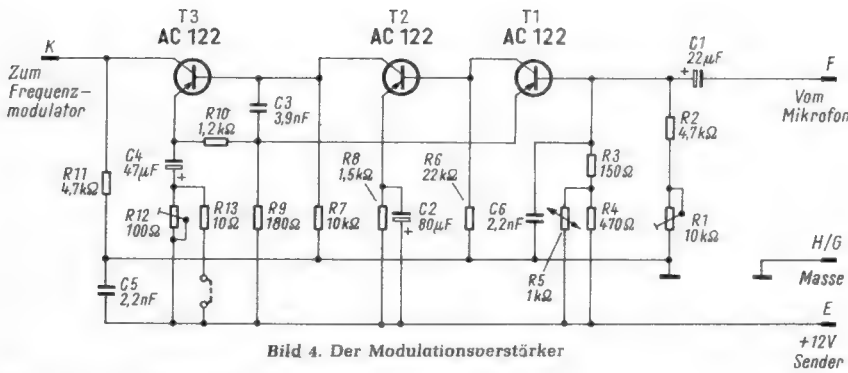 T3
AC 122
T2
AC 122
T1
AC 122
C1
22µF
K
F
Zum
Frequenz-
modulator
Vom
Mikrofon
R10
1,2kΩ
C3
3,9nF
R2
4,7kΩ
C4
47µF
R11
4,7kΩ
R8
1,5kΩ
R6
22kΩ
R3
150Ω
R12
100Ω
R13
10Ω
R9
180Ω
R7
10kΩ
C2
80µF
C6
2,2nF
R4
470Ω
R1
10kΩ
H/G
Masse
C5
2,2nF
R5
1kΩ
E
+12V
Sender
Bild 4. Der Modulationsverstärker